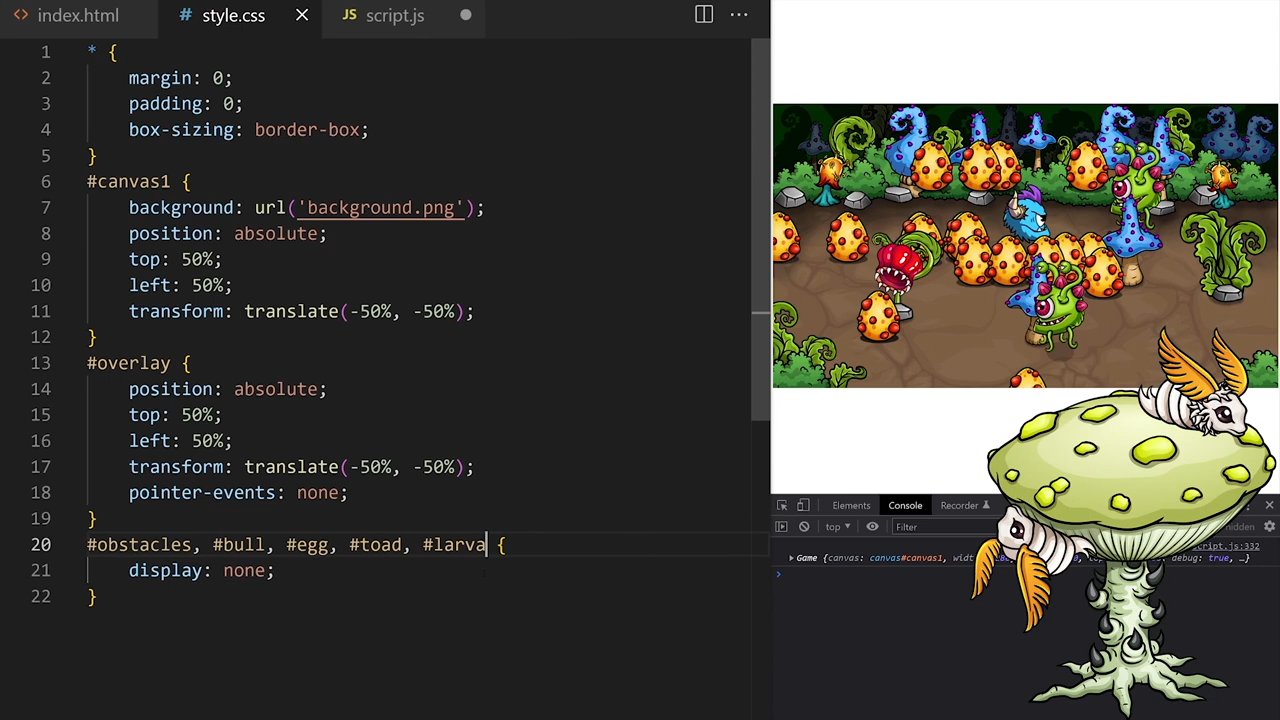 <> index.html
# style.css
JS script.js
1 * {
2 margin: 0;
3 padding: 0;
4 box-sizing: border-box;
5 }
6 #canvas1 {
7 background: url('background.png');
8 position: absolute;
9 top: 50%;
10 left: 50%;
11 transform: translate(-50%, -50%);
12 }
13 #overlay {
14 position: absolute;
15 top: 50%;
16 left: 50%;
17 transform: translate(-50%, -50%);
18 pointer-events: none;
19 }
20 #obstacles, #bull, #egg, #toad, #larva {
21 display: none;
22 }
Elements Console Recorder
top Filter
script.js:332
Game {canvas: canvas#canvas1, debug: true, …}